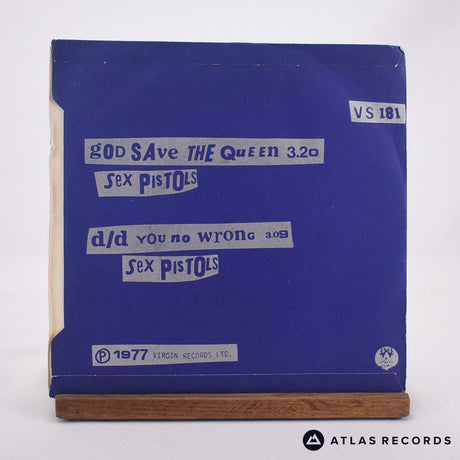 VS 181
GOD SAve THE QuEEN 3.20
SeX PISTOLS
d/d YOU NO WRONG 3.09
SeX PISTOLS
℗ 1977 VIRGIN RECORDS LTD.
ATLAS RECORDS